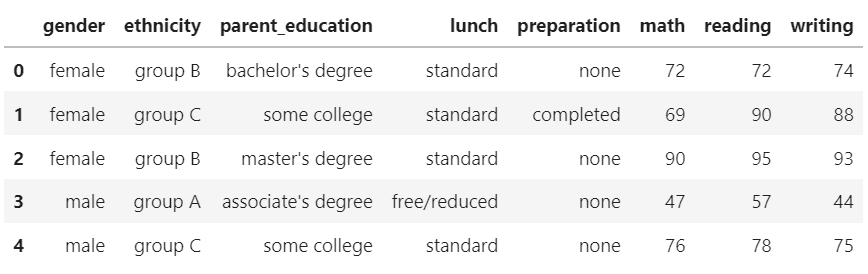 gender ethnicity parent_education lunch preparation math reading writing
0 female group B bachelor's degree standard none 72 72 74
1 female group C some college standard completed 69 90 88
2 female group B master's degree standard none 90 95 93
3 male group A associate's degree free/reduced none 47 57 44
4 male group C some college standard none 76 78 75